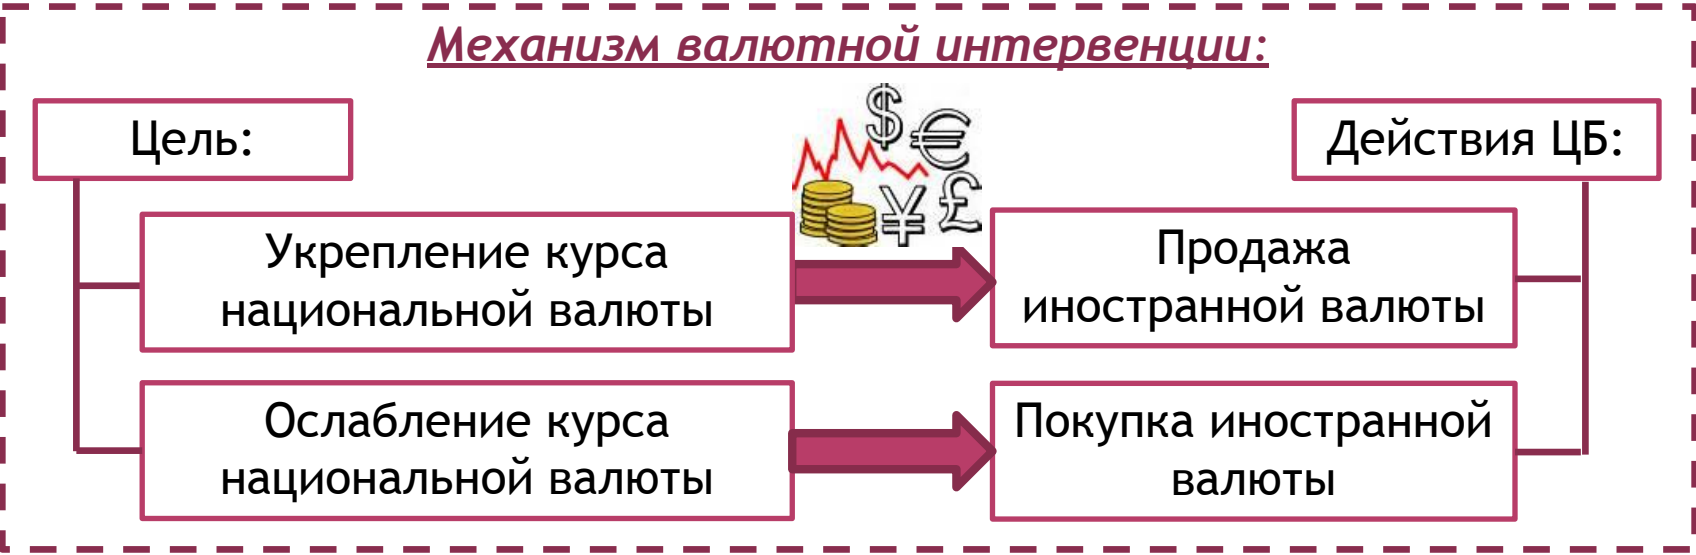 Механизм валютной интервенции:
Цель:
Действия ЦБ:
$
€
¥
£
Укрепление курса
национальной валюты
Продажа
иностранной валюты
Ослабление курса
национальной валюты
Покупка иностранной
валюты